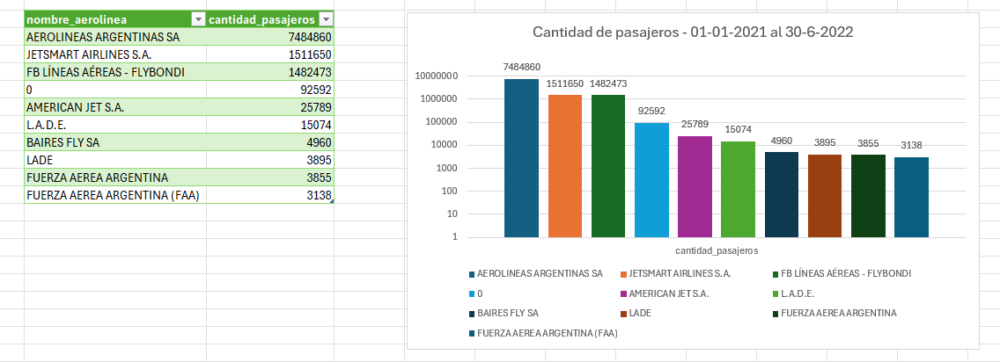 nombre_aerolinea cantidad_pasajeros
AEROLINEAS ARGENTINAS SA 7484860
JETSMART AIRLINES S.A. 1511650
FB LÍNEAS AÉREAS - FLYBONDI 1482473
0 92592
AMERICAN JET S.A. 25789
L.A.D.E. 15074
BAIRES FLY SA 4960
LADE 3895
FUERZA AEREA ARGENTINA 3855
FUERZA AEREA ARGENTINA (FAA) 3138
Cantidad de pasajeros - 01-01-2021 al 30-6-2022
7484860
1511650 1482473
92592
25789
15074
4960 3895 3855 3138
10000000
1000000
100000
10000
1000
100
10
1
cantidad_pasajeros
AEROLINEAS ARGENTINAS SA JETSMART AIRLINES S.A. FB LÍNEAS AÉREAS - FLYBONDI
0 AMERICAN JET S.A. L.A.D.E.
BAIRES FLY SA LADE FUERZA AEREA ARGENTINA
FUERZA AEREA ARGENTINA (FAA)